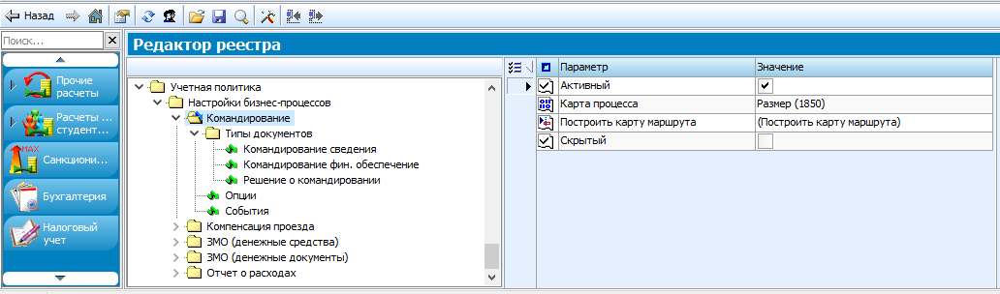 Назад
Поиск...
Редактор реестра
Прочие
расчеты
Расчеты ...
студент...
MAX
Санкциони...
Бухгалтерия
Налоговый
учет
Учетная политика
Настройки бизнес-процессов
Командирование
Типы документов
Командирование сведения
Командирование фин. обеспечение
Решение о командировании
Опции
События
Компенсация проезда
ЗМО (денежные средства)
ЗМО (денежные документы)
Отчет о расходах
Параметр Значение
Активный
Карта процесса Размер (1850)
Построить карту маршрута (Построить карту маршрута)
Скрытый